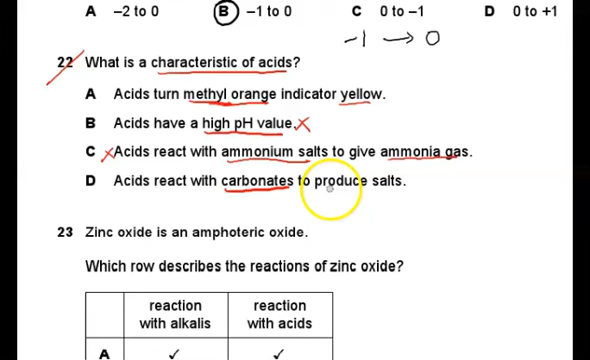 A −2 to 0 B −1 to 0 C 0 to −1 D 0 to +1
−1 → 0
22 What is a characteristic of acids?
A Acids turn methyl orange indicator yellow.
B Acids have a high pH value.
C Acids react with ammonium salts to give ammonia gas.
D Acids react with carbonates to produce salts.
23 Zinc oxide is an amphoteric oxide.
Which row describes the reactions of zinc oxide?
reaction with alkalis reaction with acids
A ✓ ✓